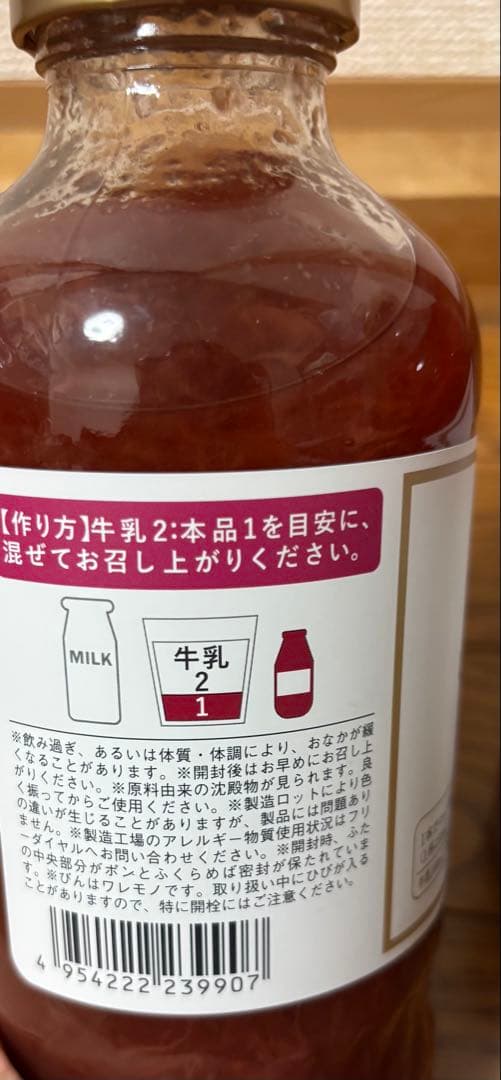 【作り方】牛乳2:本品1を目安に、
混ぜてお召し上がりください。
MILK
牛乳
2
1
※飲み過ぎ、あるいは体質・体調により、おなかが緩
くなることがあります。※開封後はお早めにお召し上
がりください。※原料由来の沈殿物が見られます。良
く振ってからご使用ください。※製造ロットにより色
の違いが生じることがありますが、製品には問題あり
ません。※製造工場のアレルギー物質使用状況はフリ
ーダイヤルへお問い合わせください。※開封時、ふた
の中央部分がポンとふくらめば密封が保たれていま
す。※びんはワレモノです。取り扱い中にひびが入る
ことがありますので、特に開栓にはご注意ください。
4 954222 239907